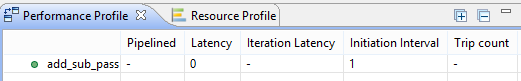 Performance Profile Resource Profile
Pipelined Latency Iteration Latency Initiation Interval Trip count
add_sub_pass - 0 - 1 -